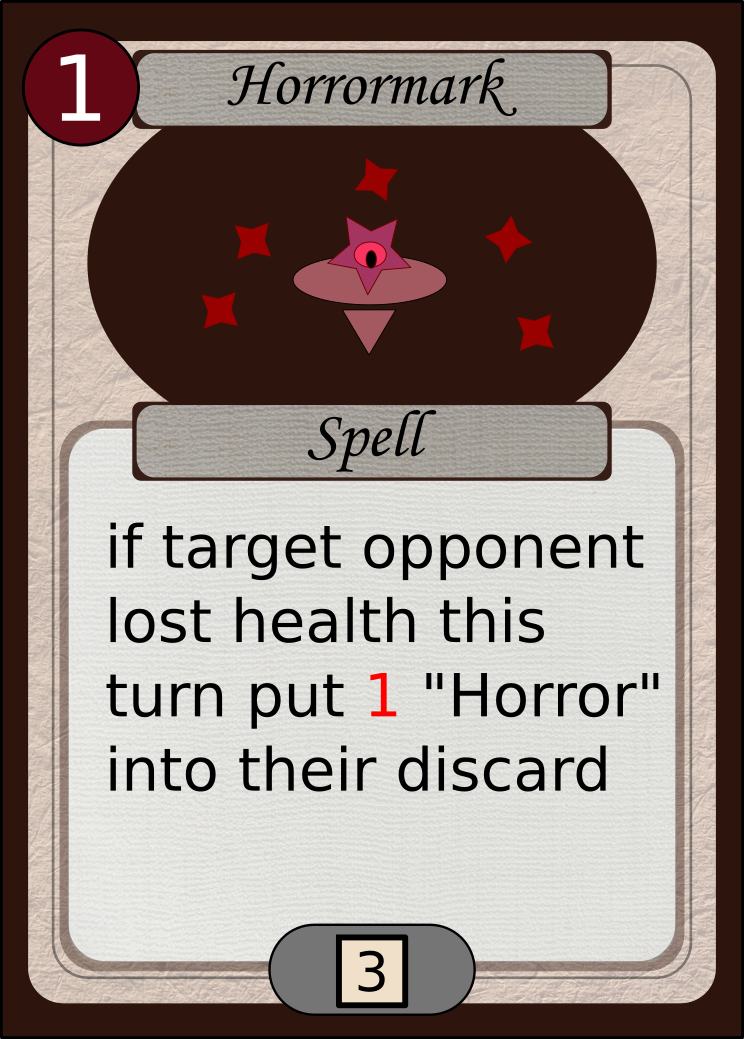 1
Horrormark
Spell
if target opponent
lost health this
turn put 1 "Horror"
into their discard
3